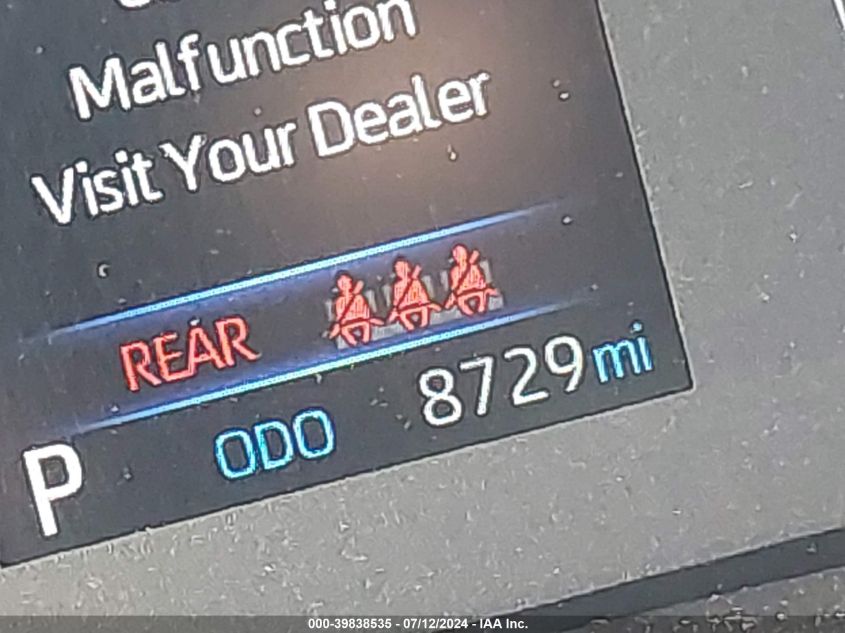 Malfunction
Visit Your Dealer
REAR
P ODO 8729 mi
000-39838535 - 07/12/2024 - IAA Inc.